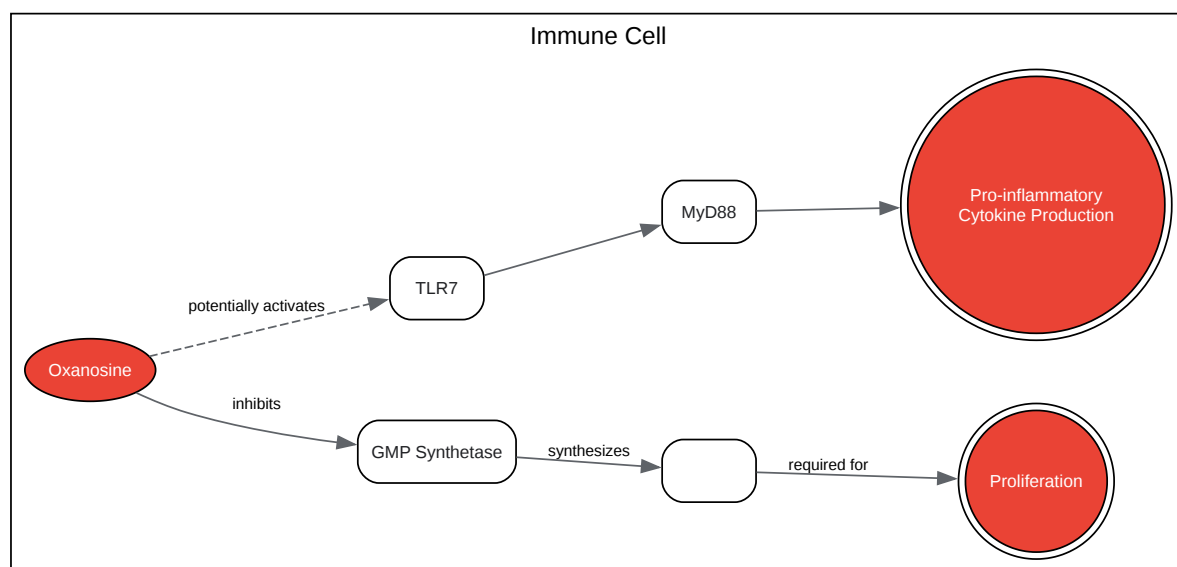 Immune Cell
Pro-inflammatory
Cytokine Production
MyD88
TLR7
potentially activates
Oxanosine
inhibits
GMP Synthetase
synthesizes
required for
Proliferation